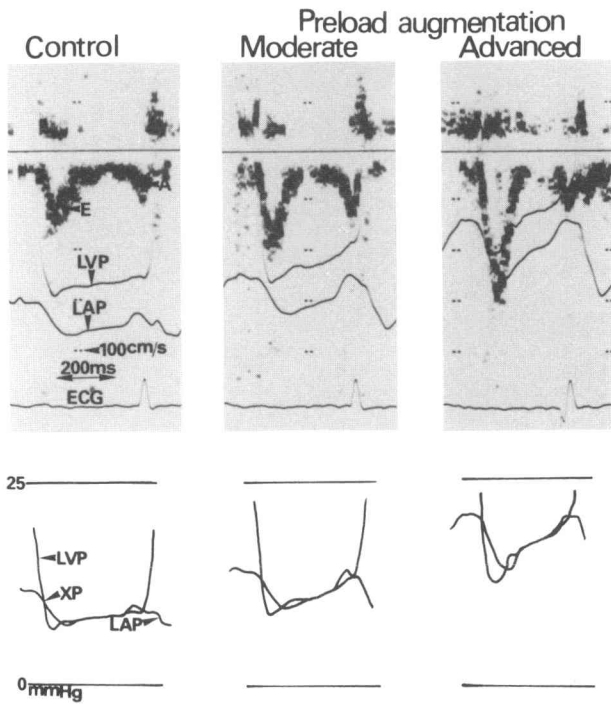 Preload augmentation
Control Moderate Advanced
A
E
LVP
LAP
100cm/s
200ms
ECG
25
LVP
XP
LAP
0 mmHg